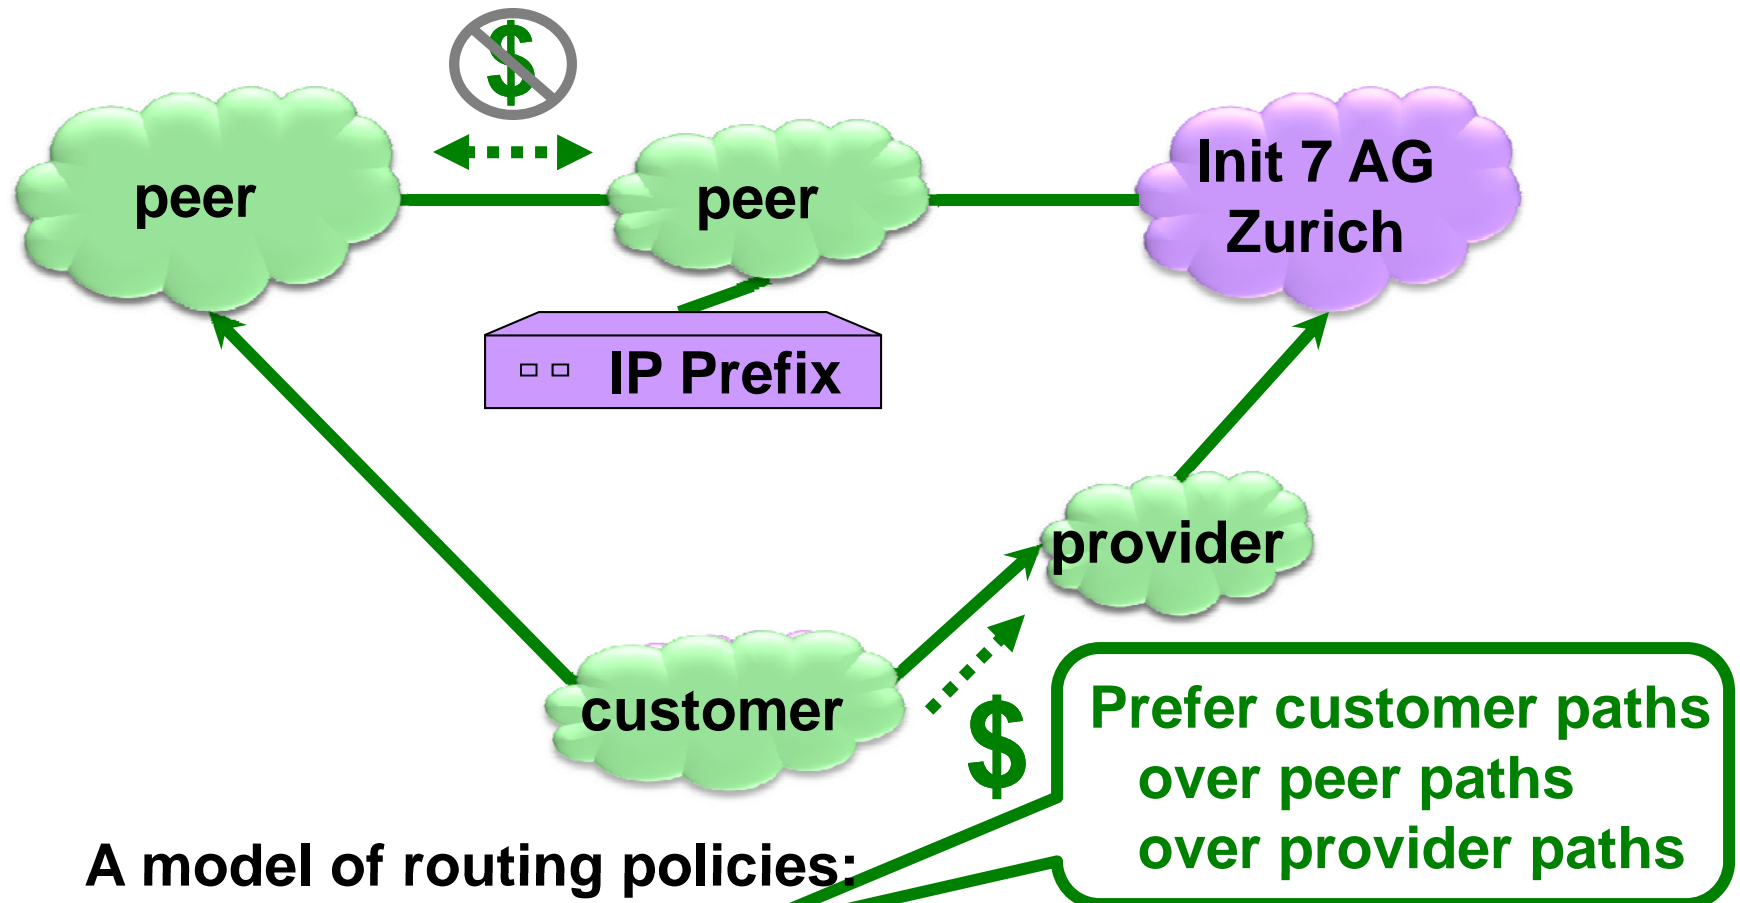 $
peer
peer
Init 7 AG
Zurich
IP Prefix
provider
customer
$
Prefer customer paths
over peer paths
over provider paths
A model of routing policies: